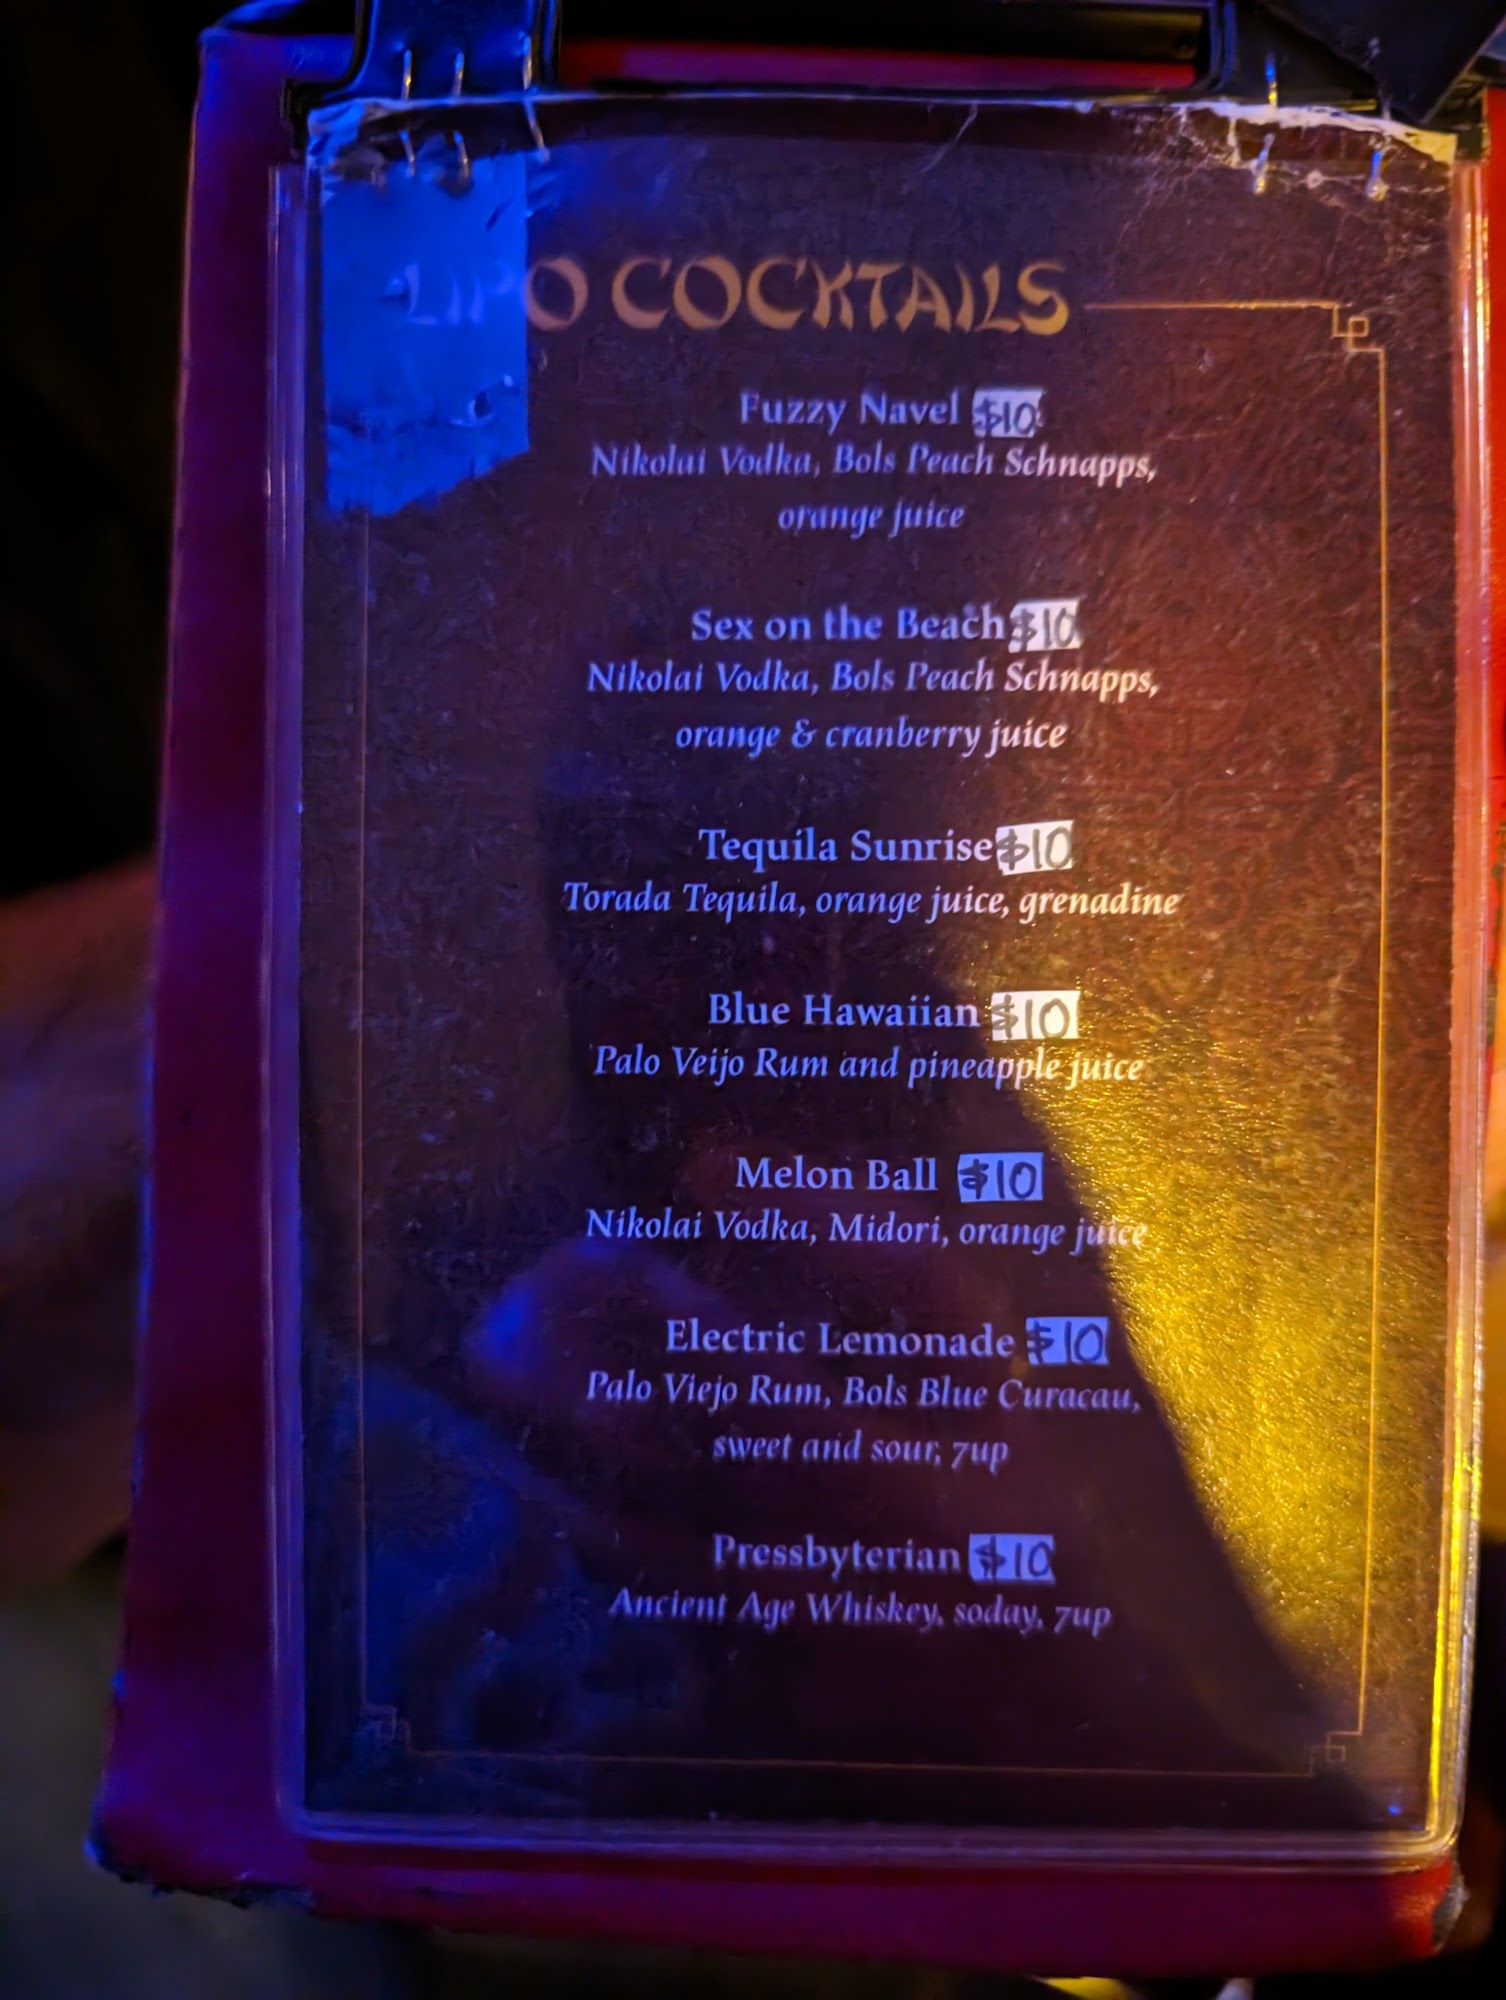 LIPO COCKTAILS
Fuzzy Navel $10
Nikolai Vodka, Bols Peach Schnapps,
orange juice
Sex on the Beach $10
Nikolai Vodka, Bols Peach Schnapps,
orange & cranberry juice
Tequila Sunrise $10
Torada Tequila, orange juice, grenadine
Blue Hawaiian $10
Palo Veijo Rum and pineapple juice
Melon Ball $10
Nikolai Vodka, Midori, orange juice
Electric Lemonade $10
Palo Viejo Rum, Bols Blue Curacau,
sweet and sour, 7up
Pressbyterian $10
Ancient Age Whiskey, soday, 7up